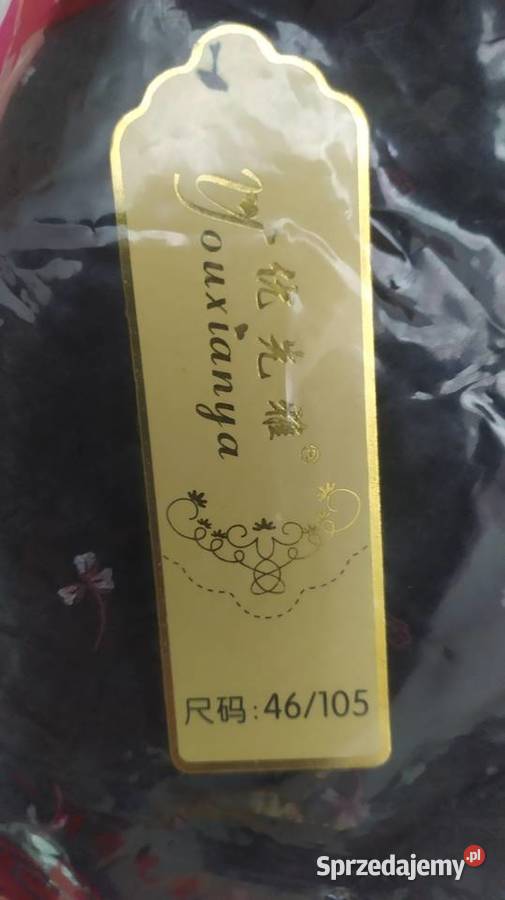 Youxianya
优先雅®
尺码:46/105
Sprzedajemy.pl